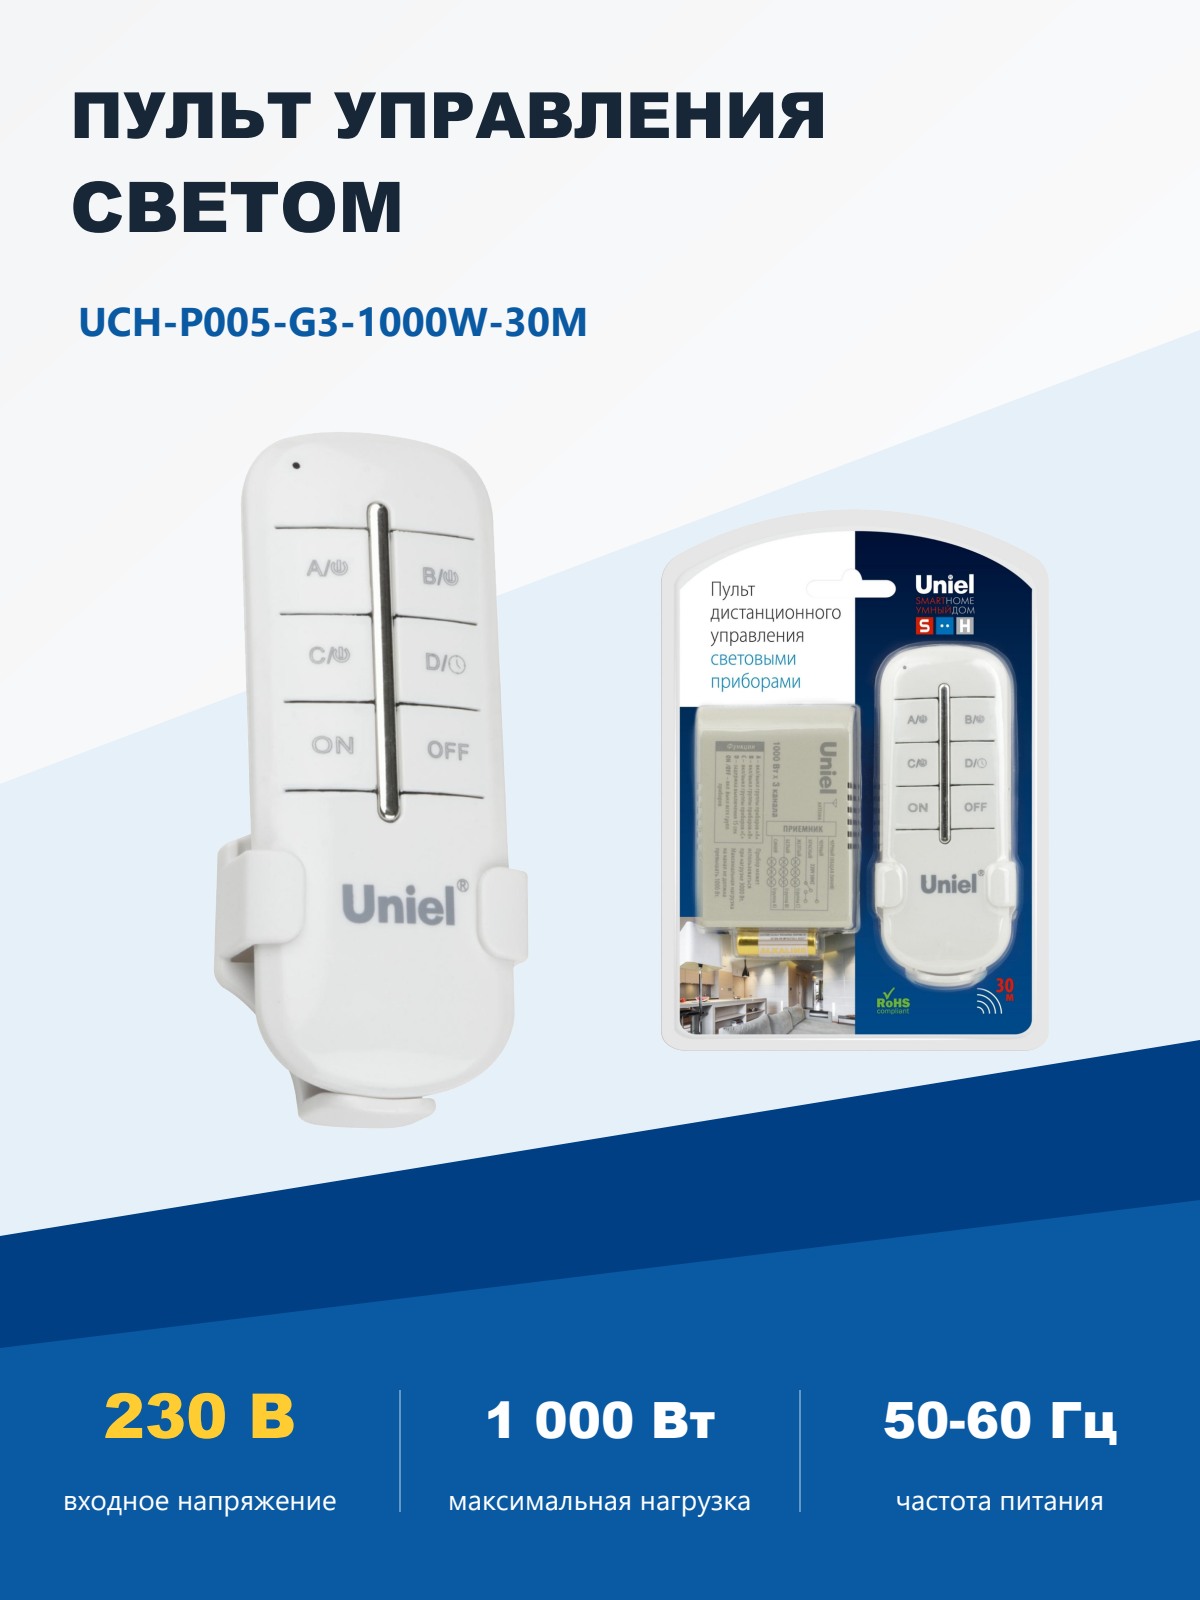 ПУЛЬТ УПРАВЛЕНИЯ
СВЕТОМ
UCH-P005-G3-1000W-30M
A/
B/
C/
D/
ON
OFF
Uniel®
Пульт
дистанционного
управления
световыми
приборами
Uniel
SMARTHOME
УМНЫЙДОМ
S H
Uniel
1000 Вт x 3 канала
ПРИЕМНИК
Функция
A/
B/
C/
D/
ON
OFF
Uniel
RoHS
compliant
30
М
230 В
входное напряжение
1 000 Вт
максимальная нагрузка
50-60 Гц
частота питания